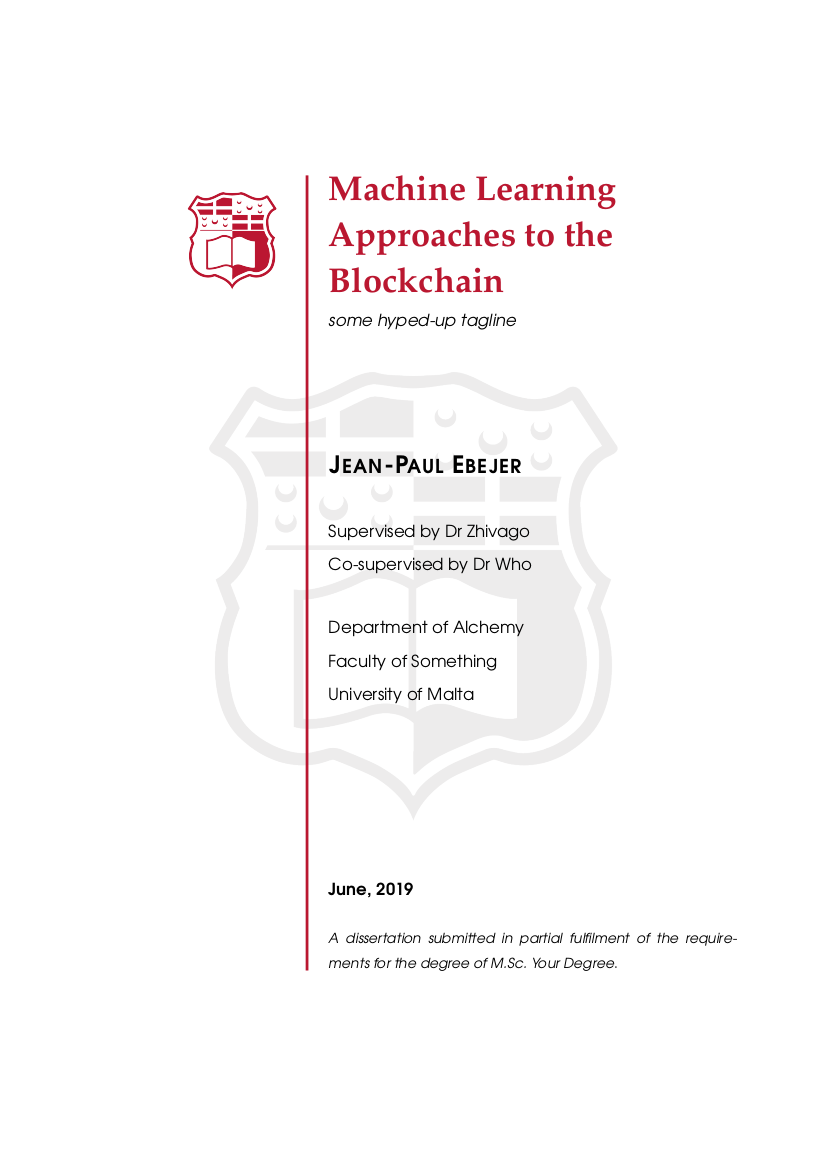 Machine Learning
Approaches to the
Blockchain
some hyped-up tagline
JEAN-PAUL EBEJER
Supervised by Dr Zhivago
Co-supervised by Dr Who
Department of Alchemy
Faculty of Something
University of Malta
June, 2019
A dissertation submitted in partial fulfilment of the require-
ments for the degree of M.Sc. Your Degree.